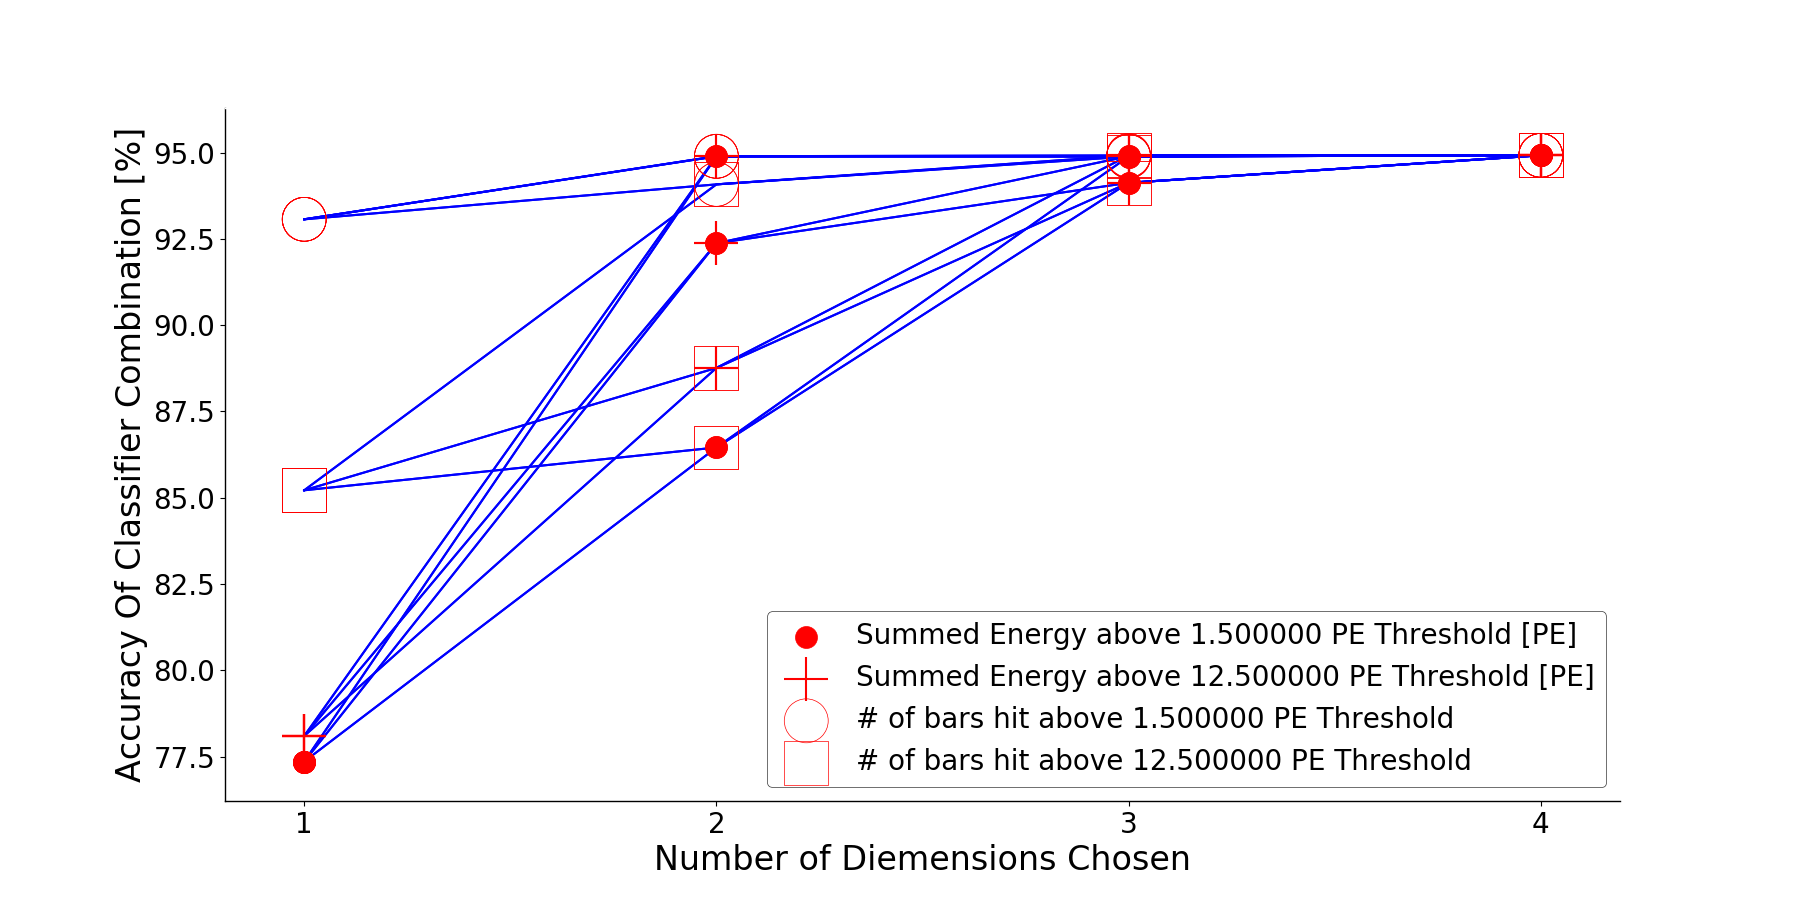 Accuracy Of Classifier Combination [%]
95.0
92.5
90.0
87.5
85.0
82.5
80.0
77.5
Summed Energy above 1.500000 PE Threshold [PE]
Summed Energy above 12.500000 PE Threshold [PE]
# of bars hit above 1.500000 PE Threshold
# of bars hit above 12.500000 PE Threshold
1 2 3 4
Number of Diemensions Chosen